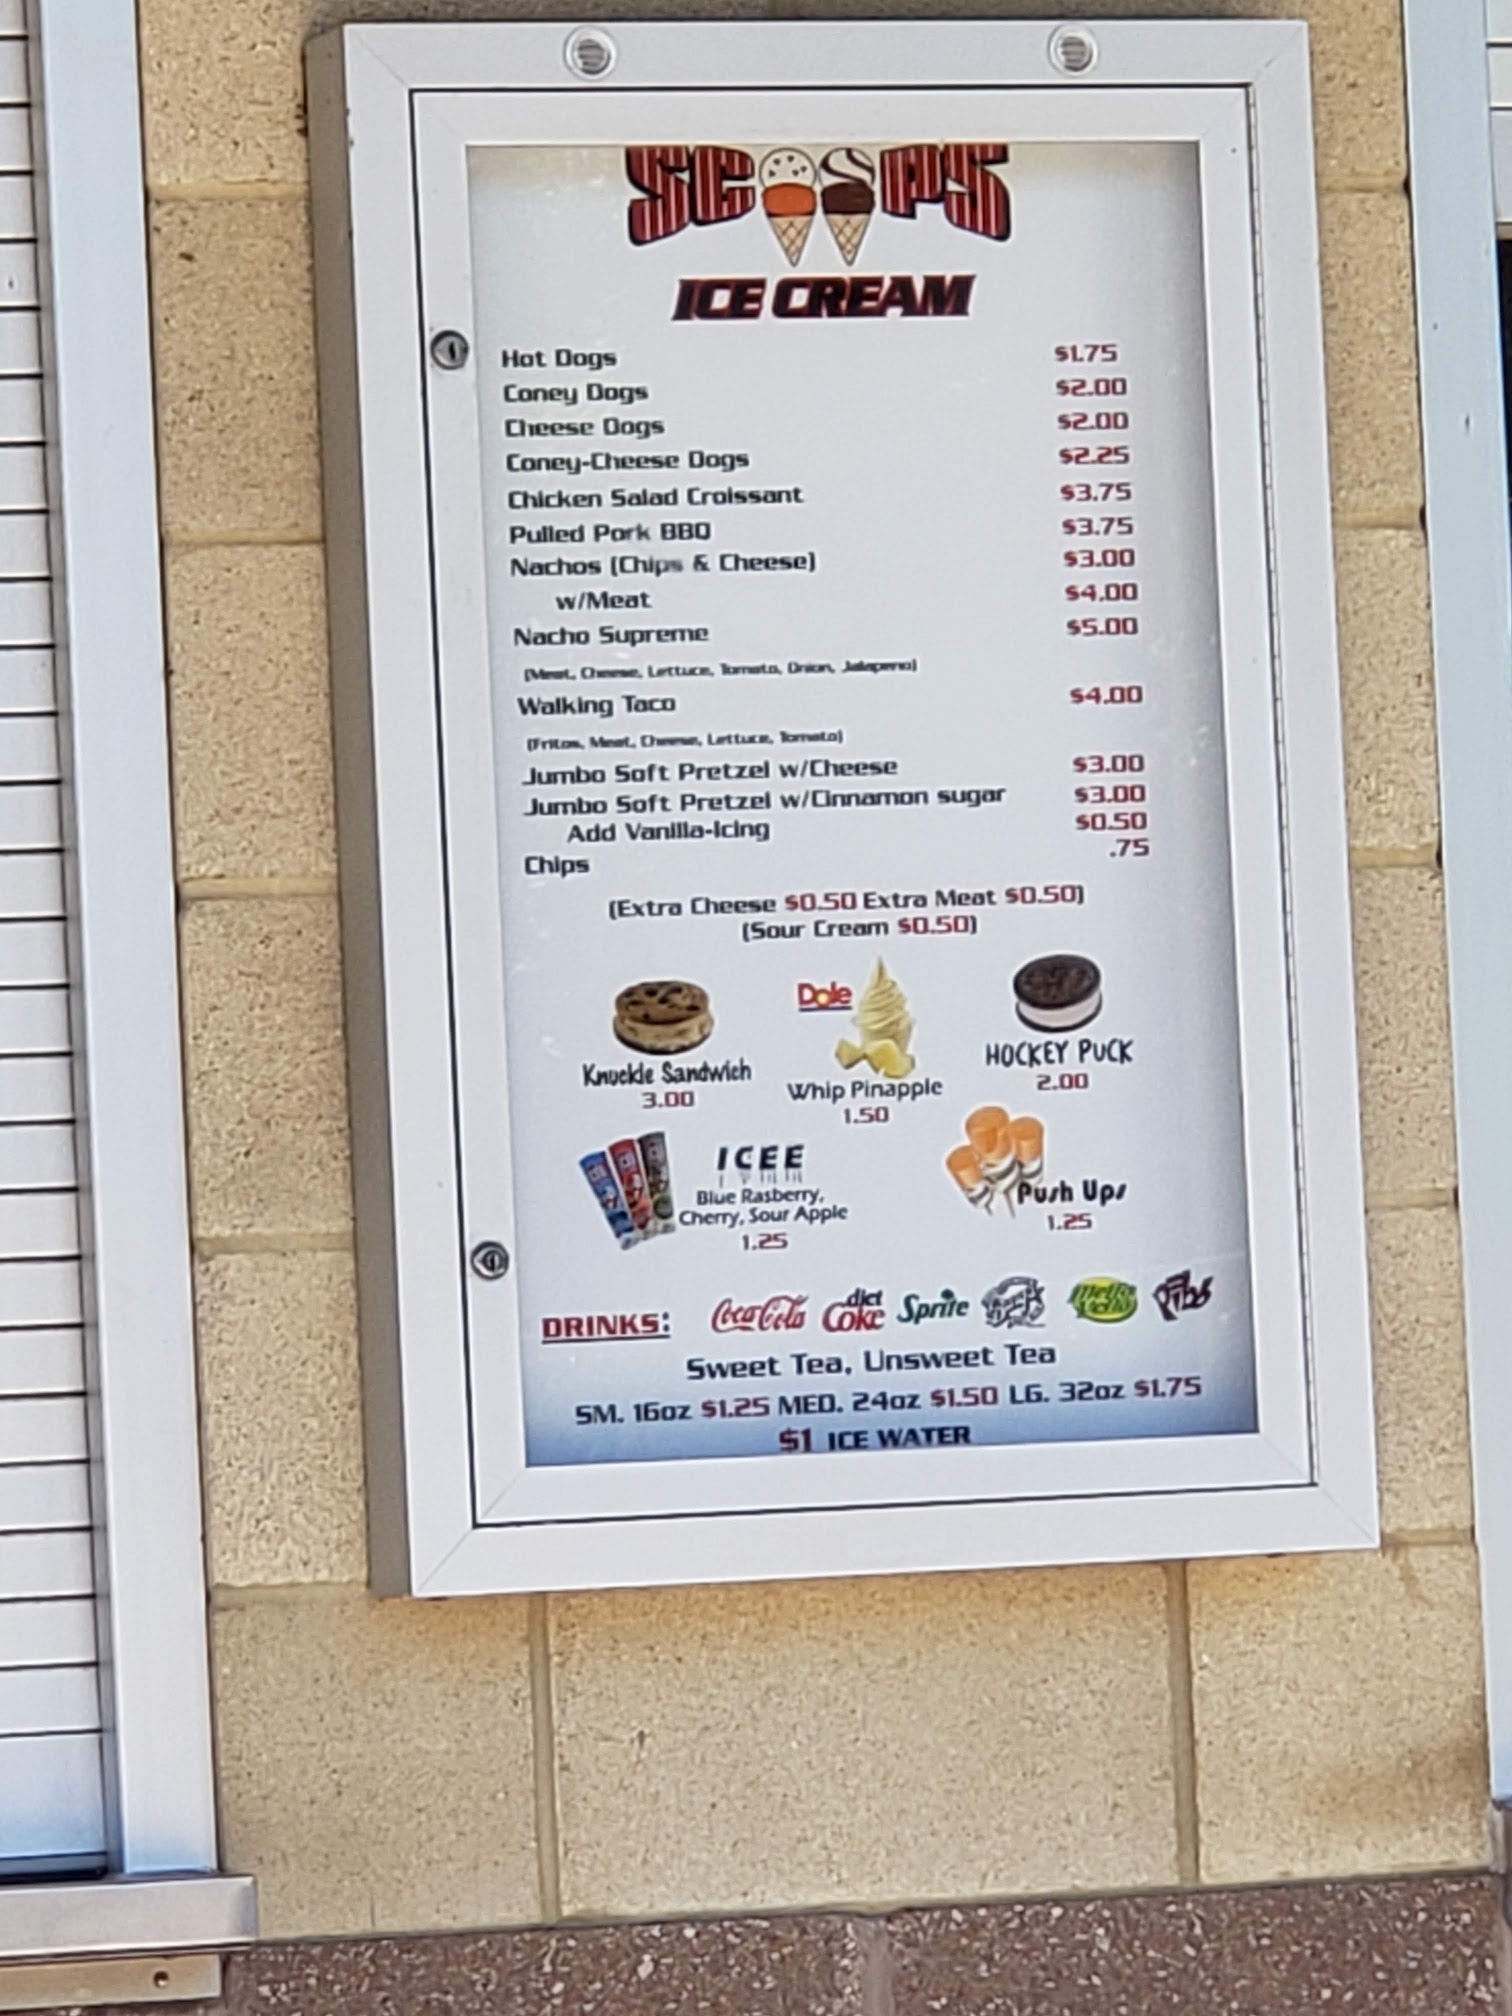 SCOOPS
ICE CREAM
Hot Dogs $1.75
Coney Dogs $2.00
Cheese Dogs $2.00
Coney-Cheese Dogs $2.25
Chicken Salad Croissant $3.75
Pulled Pork BBQ $3.75
Nachos (Chips & Cheese) $3.00
w/Meat $4.00
Nacho Supreme $5.00
(Meat, Cheese, Lettuce, Tomato, Onion, Jalapeno)
Walking Taco $4.00
(Fritos, Meat, Cheese, Lettuce, Tomato)
Jumbo Soft Pretzel w/Cheese $3.00
Jumbo Soft Pretzel w/Cinnamon sugar $3.00
Add Vanilla-Icing $0.50
Chips .75
(Extra Cheese $0.50 Extra Meat $0.50)
(Sour Cream $0.50)
Knuckle Sandwich
3.00
Dole
Whip Pinapple
1.50
HOCKEY PUCK
2.00
ICEE
Blue Rasberry,
Cherry, Sour Apple
1.25
Push Ups
1.25
DRINKS: Coca-Cola diet Coke Sprite Mello Yello Pibb
Sweet Tea, Unsweet Tea
SM. 16oz $1.25 MED. 24oz $1.50 LG. 32oz $1.75
$1 ICE WATER